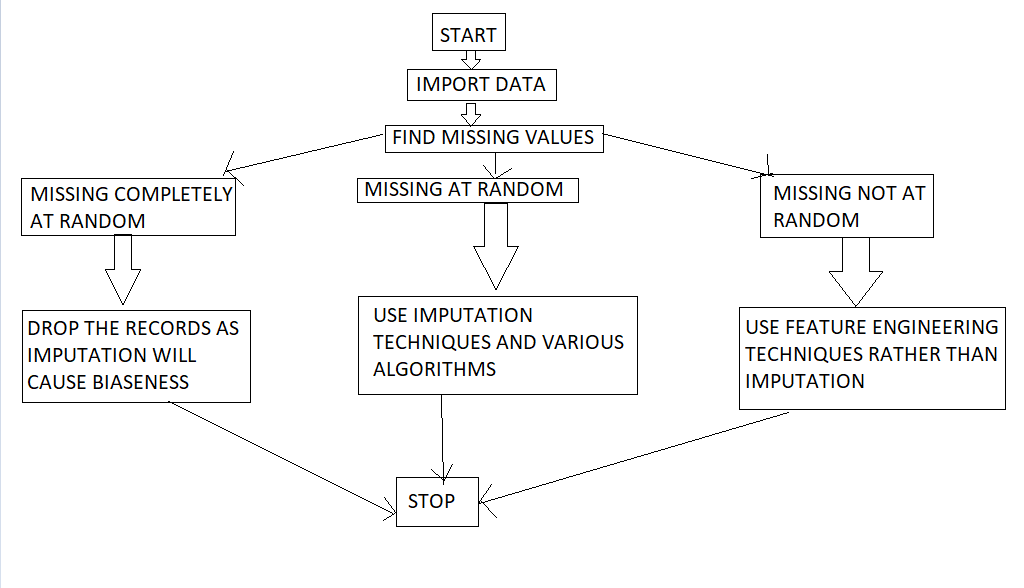 START
IMPORT DATA
FIND MISSING VALUES
MISSING COMPLETELY
AT RANDOM
MISSING AT RANDOM
MISSING NOT AT
RANDOM
DROP THE RECORDS AS
IMPUTATION WILL
CAUSE BIASENESS
USE IMPUTATION
TECHNIQUES AND VARIOUS
ALGORITHMS
USE FEATURE ENGINEERING
TECHNIQUES RATHER THAN
IMPUTATION
STOP